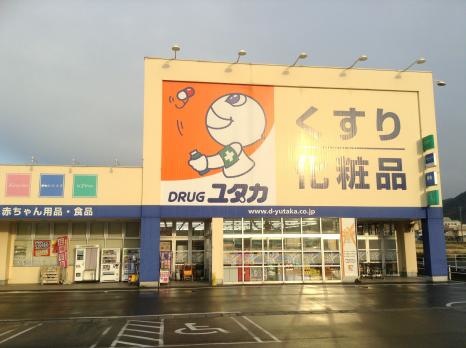 くすり
化粧品
DRUG ユタカ
www.d-yutaka.co.jp
赤ちゃん用品・食品